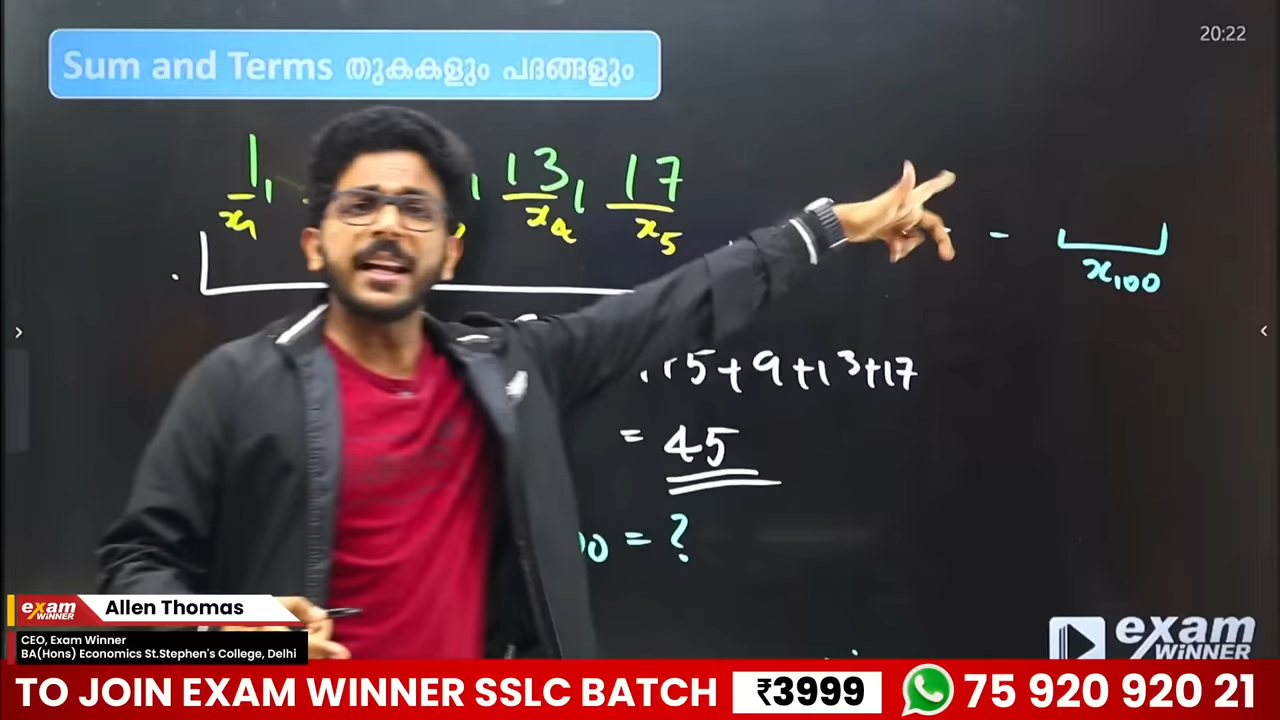 20:22
Sum and Terms തുകകളും പദങ്ങളും
1, 13, 17 -
x1 x5 x100
5+9+13+17
= 45
= ?
exam WiNNER Allen Thomas
CEO, Exam Winner
BA(Hons) Economics St.Stephen's College, Delhi
exam WiNNER
TO JOIN EXAM WINNER SSLC BATCH ₹3999 75 920 920 21